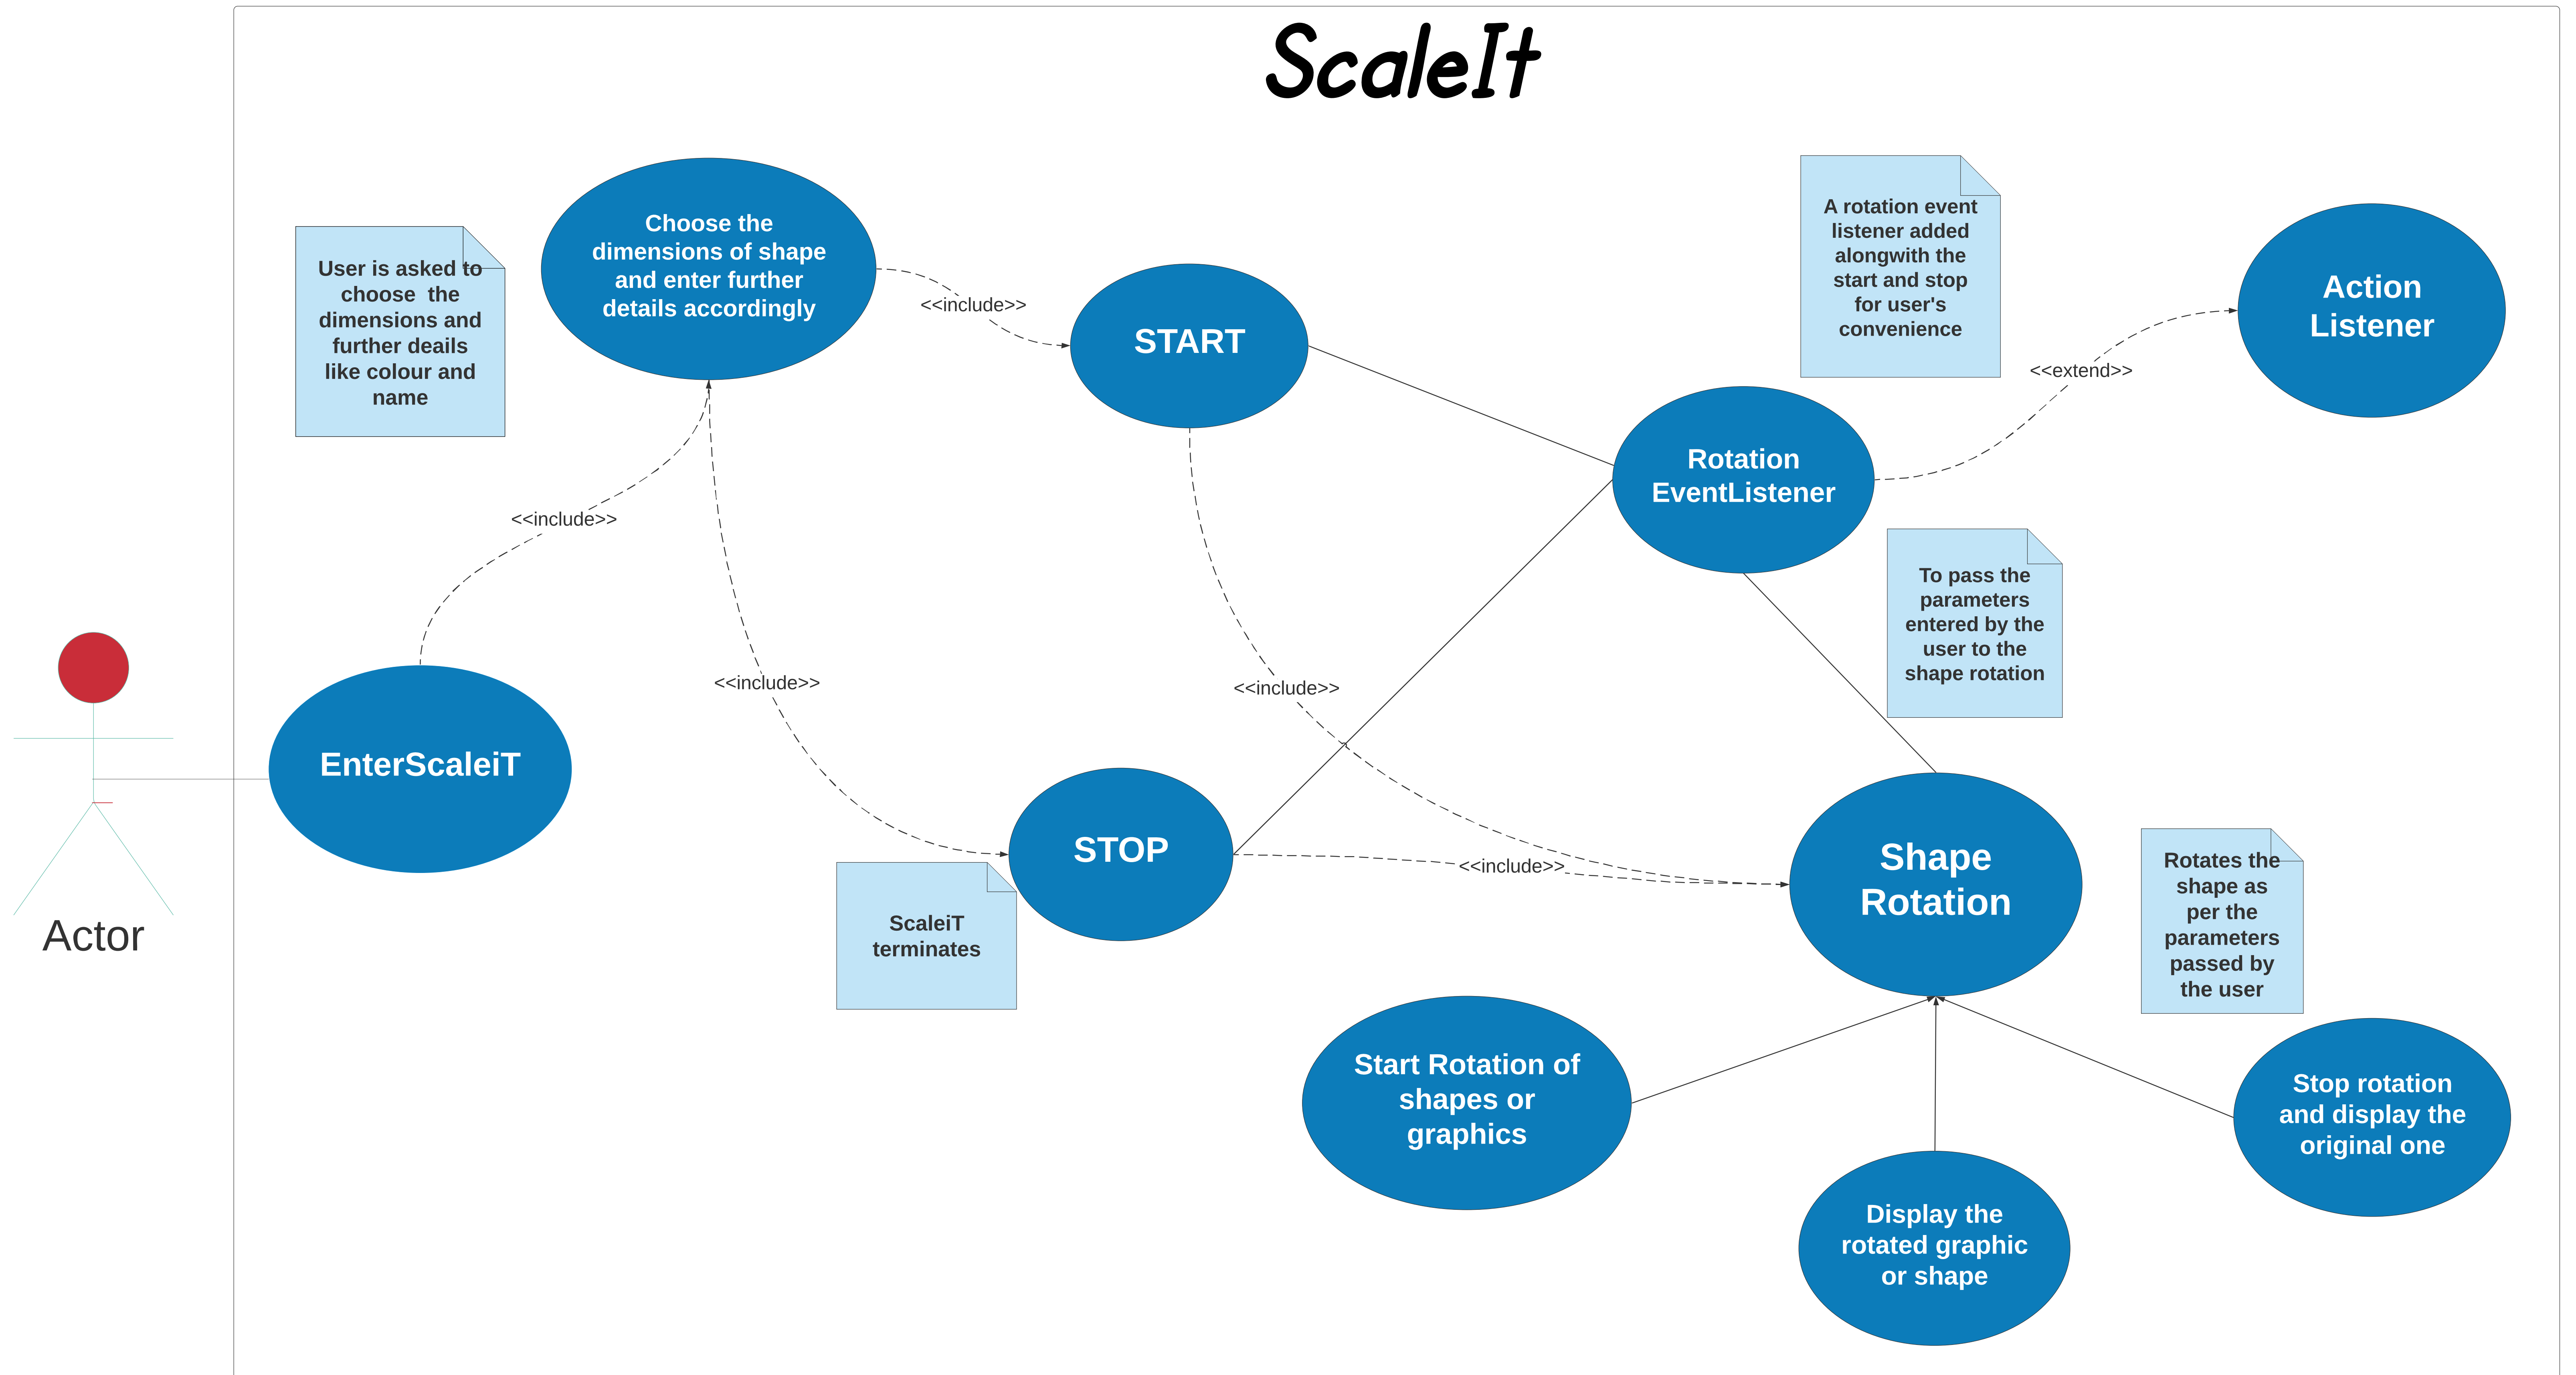 ScaleIt
User is asked to
choose  the
dimensions and
further deails
like colour and
name
Choose the
dimensions of shape
and enter further
details accordingly
<<include>>
START
A rotation event
listener added
alongwith the
start and stop
for user's
convenience
Action
Listener
<<extend>>
Rotation
EventListener
<<include>>
To pass the
parameters
entered by the
user to the
shape rotation
<<include>>
<<include>>
EnterScaleiT
Actor
STOP
<<include>>
ScaleiT
terminates
Shape
Rotation
Rotates the
shape as
per the
parameters
passed by
the user
Start Rotation of
shapes or
graphics
Display the
rotated graphic
or shape
Stop rotation
and display the
original one